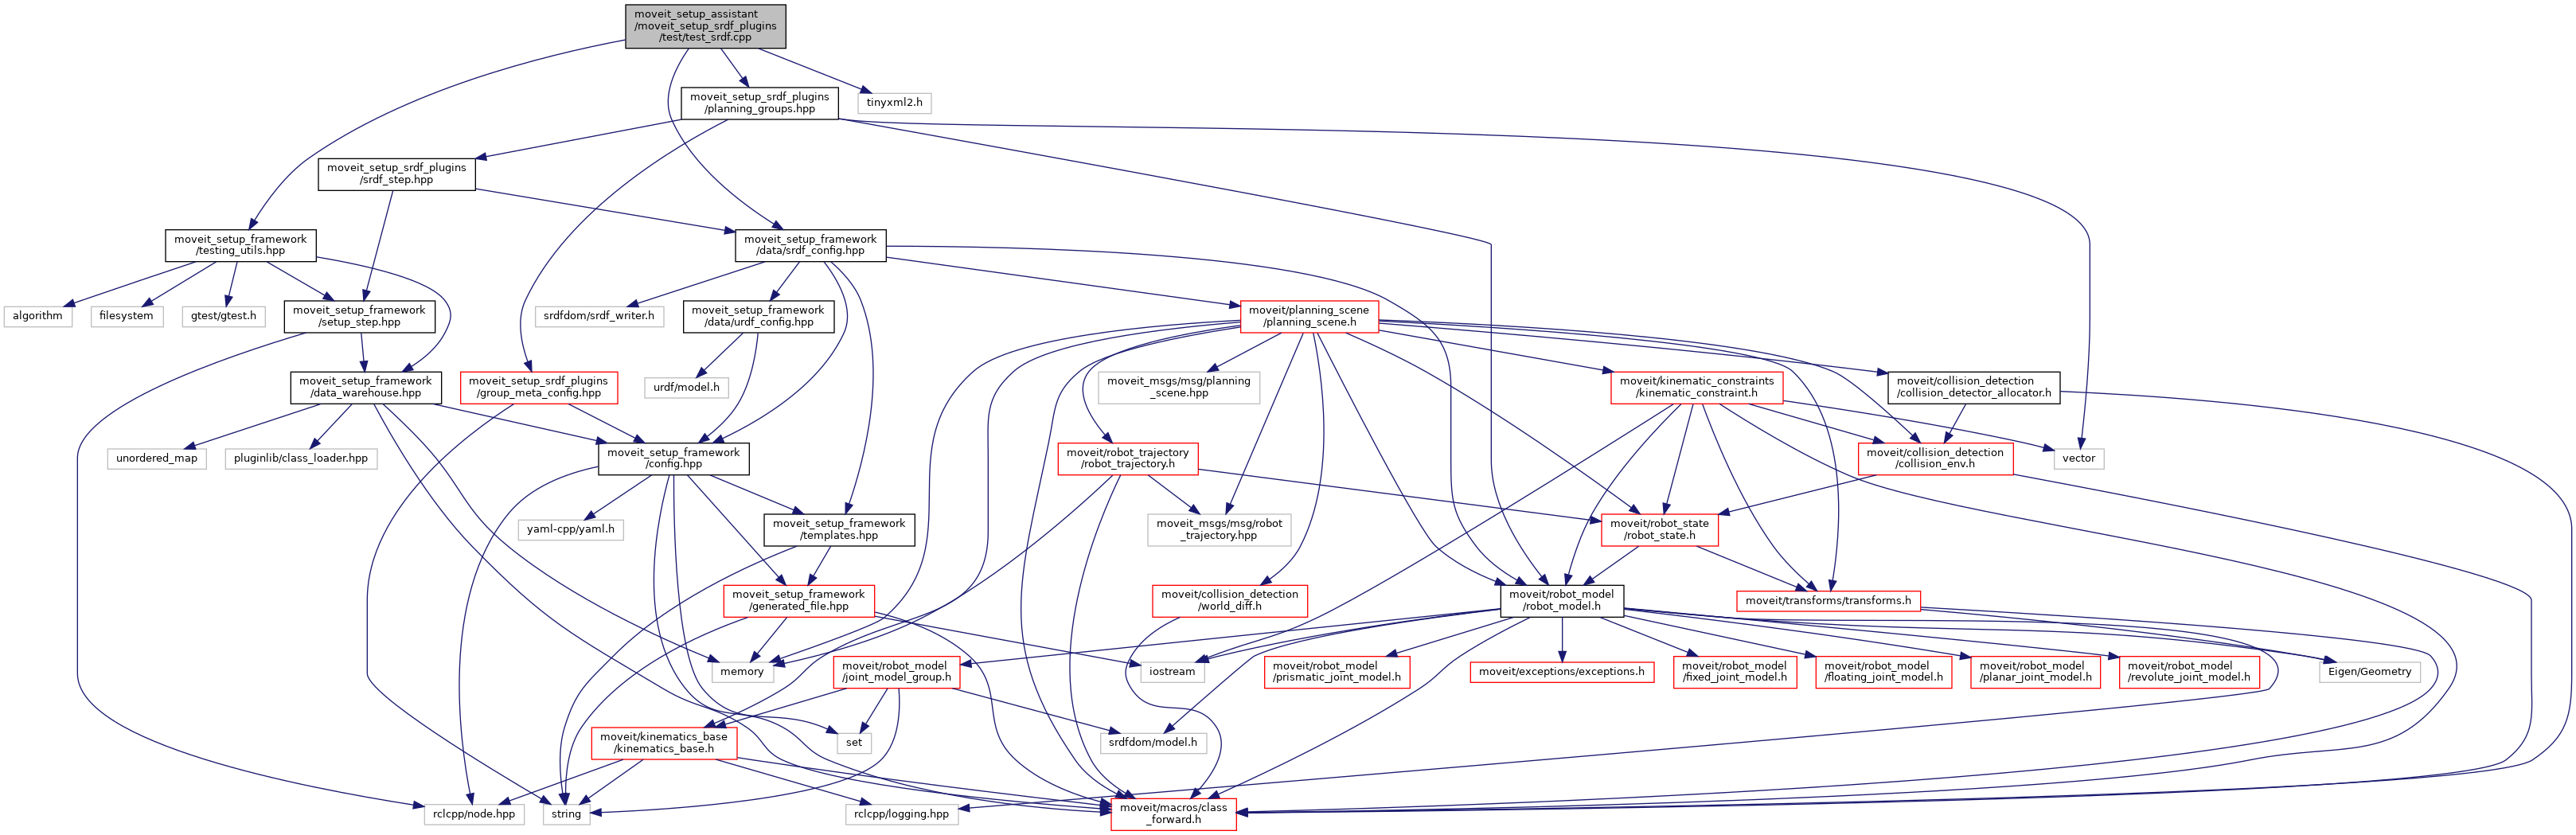 moveit_setup_assistant
/moveit_setup_srdf_plugins
/test/test_srdf.cpp
moveit_setup_srdf_plugins
/planning_groups.hpp
tinyxml2.h
moveit_setup_srdf_plugins
/srdf_step.hpp
moveit_setup_framework
/testing_utils.hpp
moveit_setup_framework
/data/srdf_config.hpp
algorithm
filesystem
gtest/gtest.h
moveit_setup_framework
/setup_step.hpp
srdfdom/srdf_writer.h
moveit_setup_framework
/data/urdf_config.hpp
moveit/planning_scene
/planning_scene.h
moveit_setup_framework
/data_warehouse.hpp
moveit_setup_srdf_plugins
/group_meta_config.hpp
urdf/model.h
moveit_msgs/msg/planning
_scene.hpp
moveit/kinematic_constraints
/kinematic_constraint.h
moveit/collision_detection
/collision_detector_allocator.h
unordered_map
pluginlib/class_loader.hpp
moveit_setup_framework
/config.hpp
moveit/robot_trajectory
/robot_trajectory.h
moveit/collision_detection
/collision_env.h
vector
yaml-cpp/yaml.h
moveit_setup_framework
/templates.hpp
moveit_msgs/msg/robot
_trajectory.hpp
moveit/robot_state
/robot_state.h
moveit_setup_framework
/generated_file.hpp
moveit/collision_detection
/world_diff.h
moveit/robot_model
/robot_model.h
moveit/transforms/transforms.h
memory
moveit/robot_model
/joint_model_group.h
iostream
moveit/robot_model
/prismatic_joint_model.h
moveit/exceptions/exceptions.h
moveit/robot_model
/fixed_joint_model.h
moveit/robot_model
/floating_joint_model.h
moveit/robot_model
/planar_joint_model.h
moveit/robot_model
/revolute_joint_model.h
Eigen/Geometry
moveit/kinematics_base
/kinematics_base.h
set
srdfdom/model.h
rclcpp/node.hpp
string
rclcpp/logging.hpp
moveit/macros/class
_forward.h